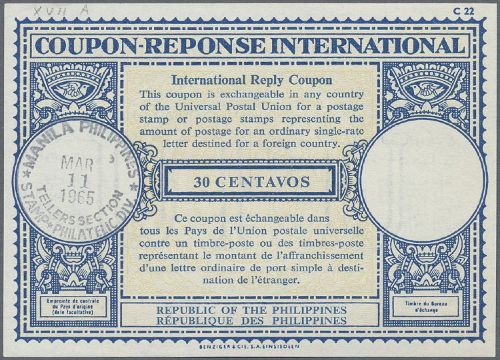 XVII A
C 22
COUPON-REPONSE INTERNATIONAL
International Reply Coupon
This coupon is exchangeable in any country
of the Universal Postal Union for a postage
stamp or postage stamps representing the
amount of postage for an ordinary single-rate
letter destined for a foreign country.
MANILA PHILIPPINES
MAR
11
1965
TELLERS SECTION
STAMP & PHILATELIC DIV.
30 CENTAVOS
Ce coupon est échangeable dans
tous les Pays de l'Union postale universelle
contre un timbre-poste ou des timbres-poste
représentant le montant de l'affranchissement
d'une lettre ordinaire de port simple à desti-
nation de l'étranger.
Empreinte de contrôle
du Pays d'origine
(date facultative)
REPUBLIC OF THE PHILIPPINES
RÉPUBLIQUE DES PHILIPPINES
Timbre du Bureau
d'échange
BENZIGER & CIE. S.A. EINSIEDELN